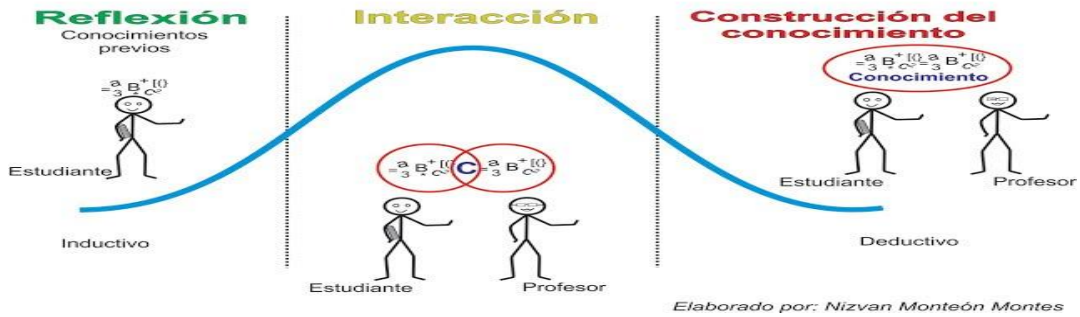 Reflexión
Conocimientos
previos
Estudiante
Inductivo
Interacción
C
Estudiante
Profesor
Construcción del
conocimiento
Conocimiento
Estudiante
Profesor
Deductivo
Elaborado por: Nizvan Monteón Montes